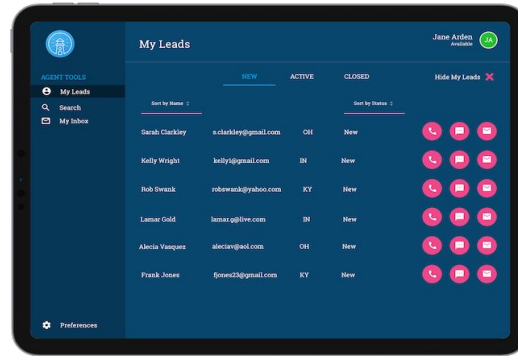 My Leads
Jane Arden
Available
JA
AGENT TOOLS
My Leads
Search
My Inbox
Preferences
NEW ACTIVE CLOSED Hide My Leads
Sort by Name Sort by Status
Sarah Clarkley s.clarkley@gmail.com OH New
Kelly Wright kelly1@gmail.com IN New
Rob Swank robswank@yahoo.com KY New
Lamar Gold lamar.g@live.com IN New
Alecia Vasquez aleciav@aol.com OH New
Frank Jones fjones23@gmail.com KY New